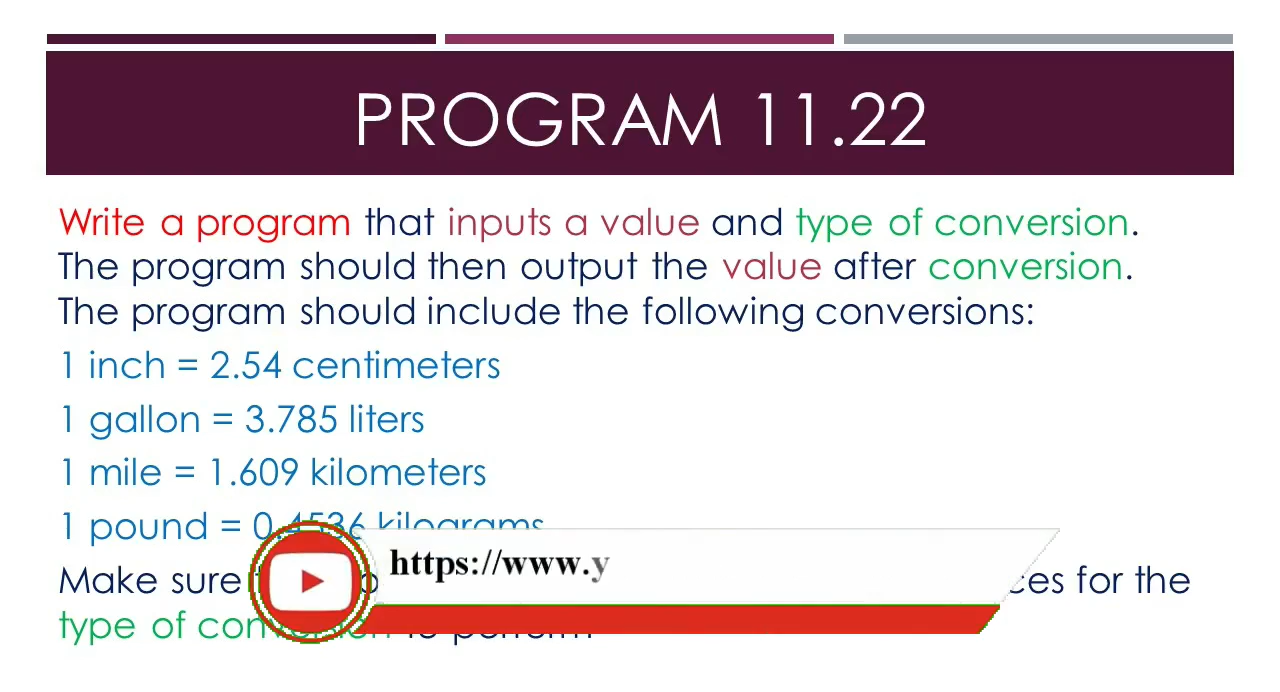 PROGRAM 11.22
Write a program that inputs a value and type of conversion.
The program should then output the value after conversion.
The program should include the following conversions:
1 inch = 2.54 centimeters
1 gallon = 3.785 liters
1 mile = 1.609 kilometers
1 pound = 0.4536 kilograms
https://www.y
Make sure for the
type of to perform